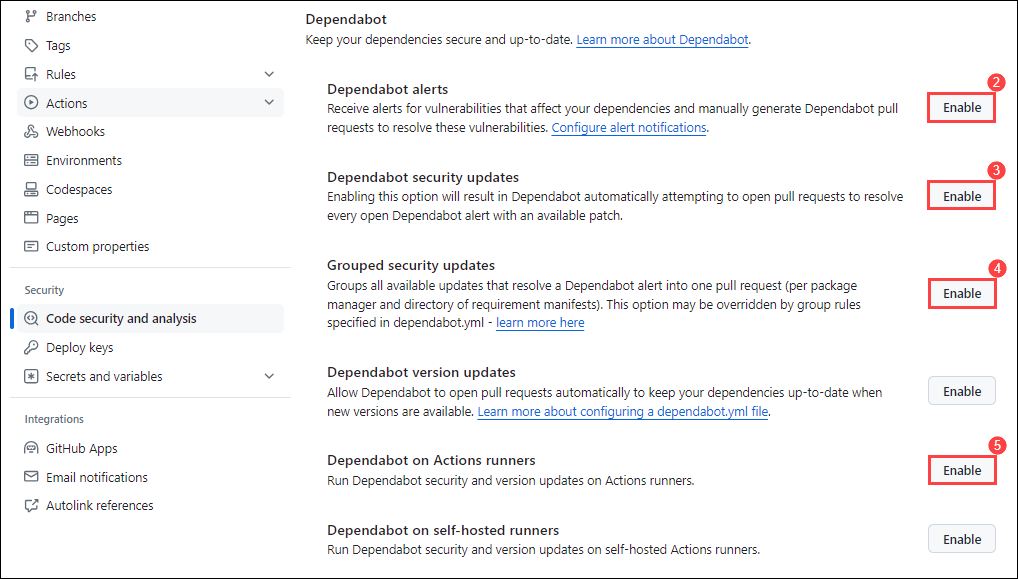 Branches
Tags
Rules
Actions
Webhooks
Environments
Codespaces
Pages
Custom properties
Security
Code security and analysis
Deploy keys
Secrets and variables
Integrations
GitHub Apps
Email notifications
Autolink references
Dependabot
Keep your dependencies secure and up-to-date. Learn more about Dependabot.
Dependabot alerts
Receive alerts for vulnerabilities that affect your dependencies and manually generate Dependabot pull
requests to resolve these vulnerabilities. Configure alert notifications.
2
Enable
Dependabot security updates
Enabling this option will result in Dependabot automatically attempting to open pull requests to resolve
every open Dependabot alert with an available patch.
3
Enable
Grouped security updates
Groups all available updates that resolve a Dependabot alert into one pull request (per package
manager and directory of requirement manifests). This option may be overridden by group rules
specified in dependabot.yml - learn more here
4
Enable
Dependabot version updates
Allow Dependabot to open pull requests automatically to keep your dependencies up-to-date when
new versions are available. Learn more about configuring a dependabot.yml file.
Enable
Dependabot on Actions runners
Run Dependabot security and version updates on Actions runners.
5
Enable
Dependabot on self-hosted runners
Run Dependabot security and version updates on self-hosted Actions runners.
Enable